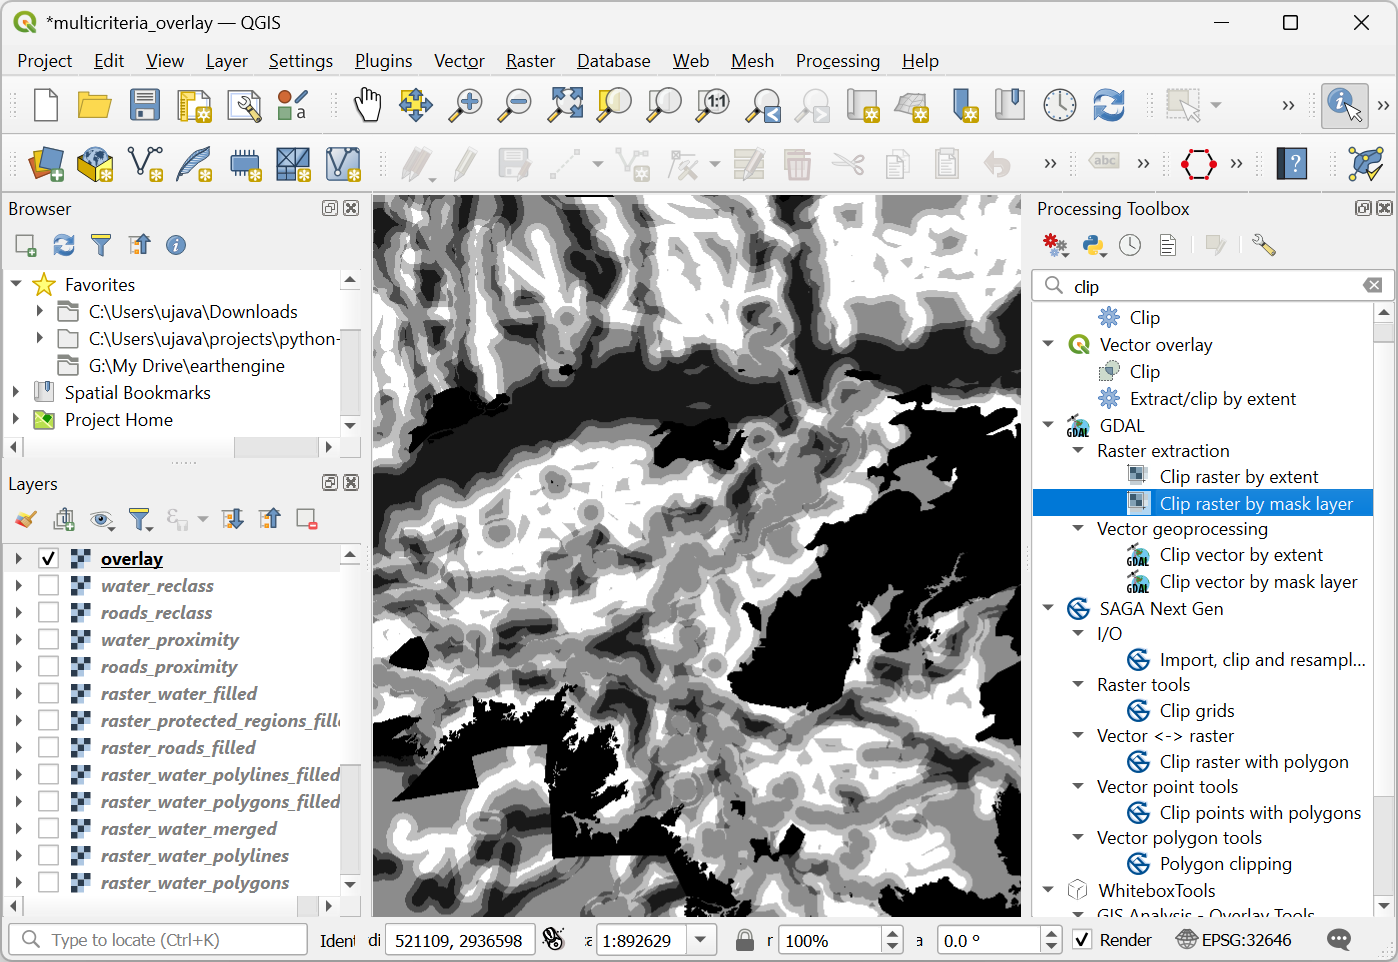 *multicriteria_overlay — QGIS
Project Edit View Layer Settings Plugins Vector Raster Database Web Mesh Processing Help
1:1
a
abc
?
Browser
Favorites
C:\Users\ujava\Downloads
C:\Users\ujava\projects\python-
G:\My Drive\earthengine
Spatial Bookmarks
Project Home
Layers
overlay
water_reclass
roads_reclass
water_proximity
roads_proximity
raster_water_filled
raster_protected_regions_fill
raster_roads_filled
raster_water_polylines_filled
raster_water_polygons_filled
raster_water_merged
raster_water_polylines
raster_water_polygons
Processing Toolbox
clip
Clip
Vector overlay
Clip
Extract/clip by extent
GDAL
Raster extraction
Clip raster by extent
Clip raster by mask layer
Vector geoprocessing
GDAL Clip vector by extent
GDAL Clip vector by mask layer
SAGA Next Gen
I/O
Import, clip and resampl...
Raster tools
Clip grids
Vector <-> raster
Clip raster with polygon
Vector point tools
Clip points with polygons
Vector polygon tools
Polygon clipping
WhiteboxTools
GIS Analysis - Overlay Tools
Type to locate (Ctrl+K) Ident di 521109, 2936598 1:892629 r 100% a 0.0 ° Render EPSG:32646